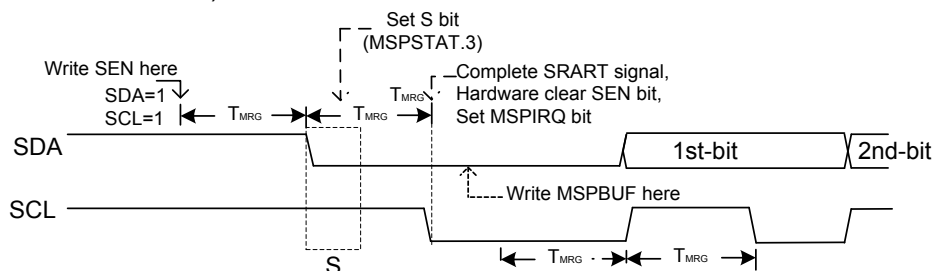 Set S bit
(MSPSTAT.3)
Write SEN here
SDA=1
SCL=1
TMRG
TMRG
TMRG
Complete SRART signal,
Hardware clear SEN bit,
Set MSPIRQ bit
SDA
1st-bit
2nd-bit
Write MSPBUF here
SCL
S
TMRG
TMRG